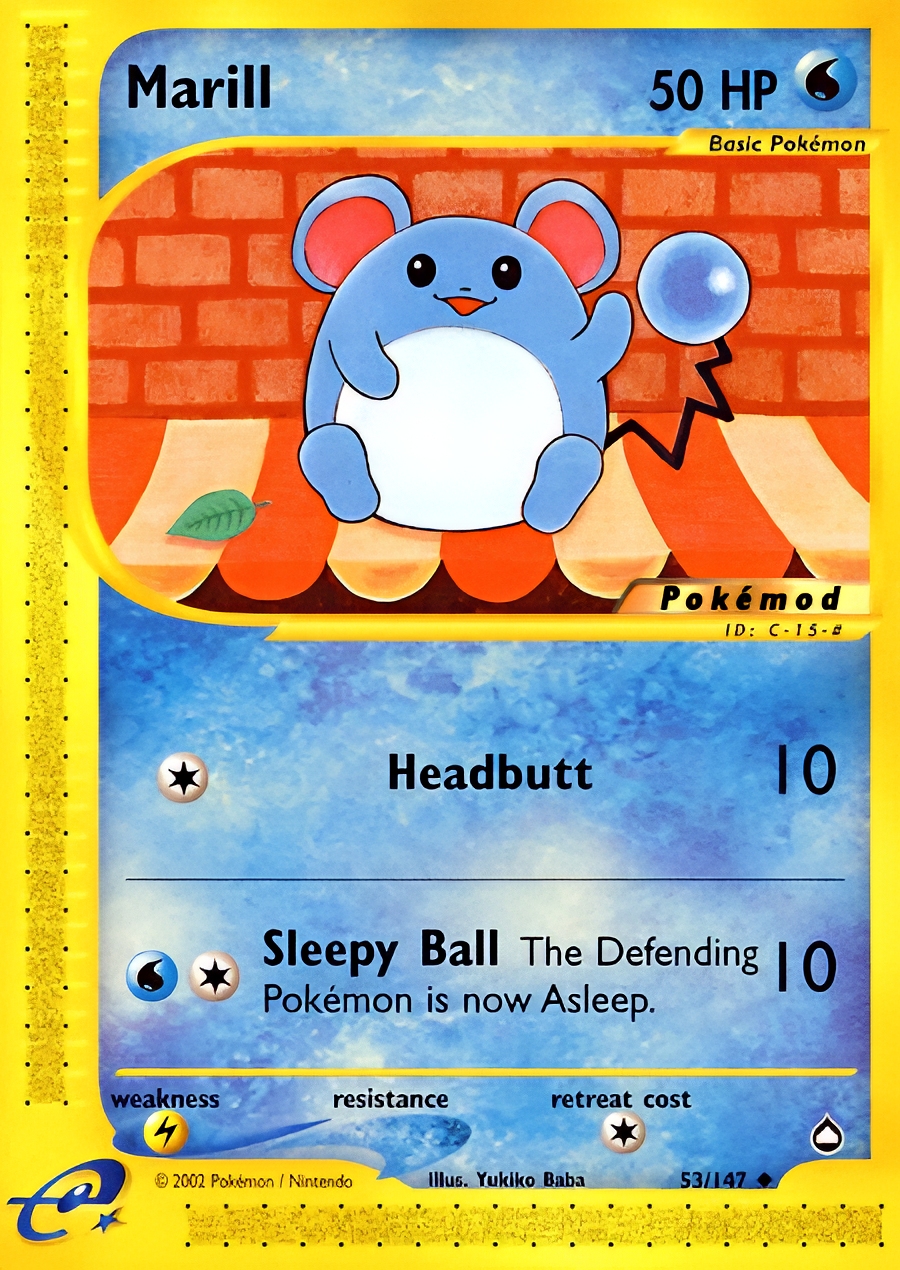 Marill 50 HP
Basic Pokémon
Pokémod
ID: C-15-#
Headbutt 10
Sleepy Ball The Defending 10
Pokémon is now Asleep.
weakness resistance retreat cost
© 2002 Pokémon / Nintendo Illus. Yukiko Baba 53/147